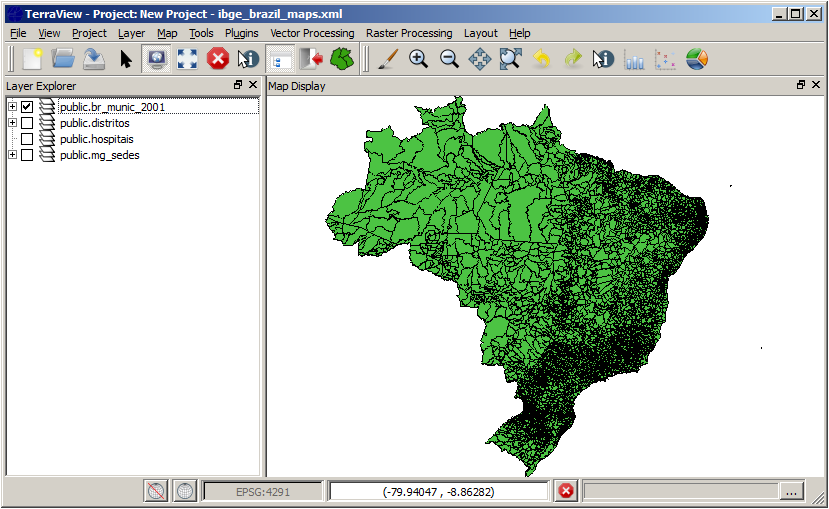 TerraView - Project: New Project - ibge_brazil_maps.xml
File View Project Layer Map Tools Plugins Vector Processing Raster Processing Layout Help
Layer Explorer
Map Display
public.br_munic_2001
public.distritos
public.hospitais
public.mg_sedes
EPSG:4291
(-79.94047 , -8.86282)
...